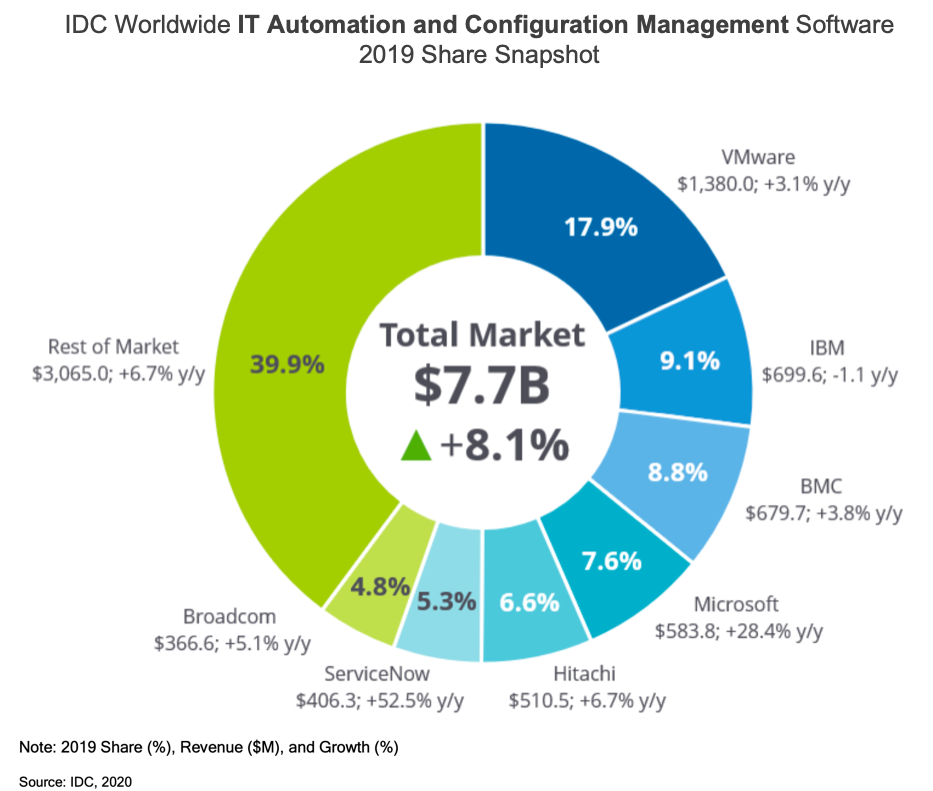 IDC Worldwide IT Automation and Configuration Management Software
2019 Share Snapshot
VMware
$1,380.0; +3.1% y/y
17.9%
IBM
$699.6; -1.1 y/y
9.1%
BMC
$679.7; +3.8% y/y
8.8%
Microsoft
$583.8; +28.4% y/y
7.6%
Hitachi
$510.5; +6.7% y/y
6.6%
ServiceNow
$406.3; +52.5% y/y
5.3%
Broadcom
$366.6; +5.1% y/y
4.8%
Rest of Market
$3,065.0; +6.7% y/y
39.9%
Total Market
$7.7B
▲ +8.1%
Note: 2019 Share (%), Revenue ($M), and Growth (%)
Source: IDC, 2020